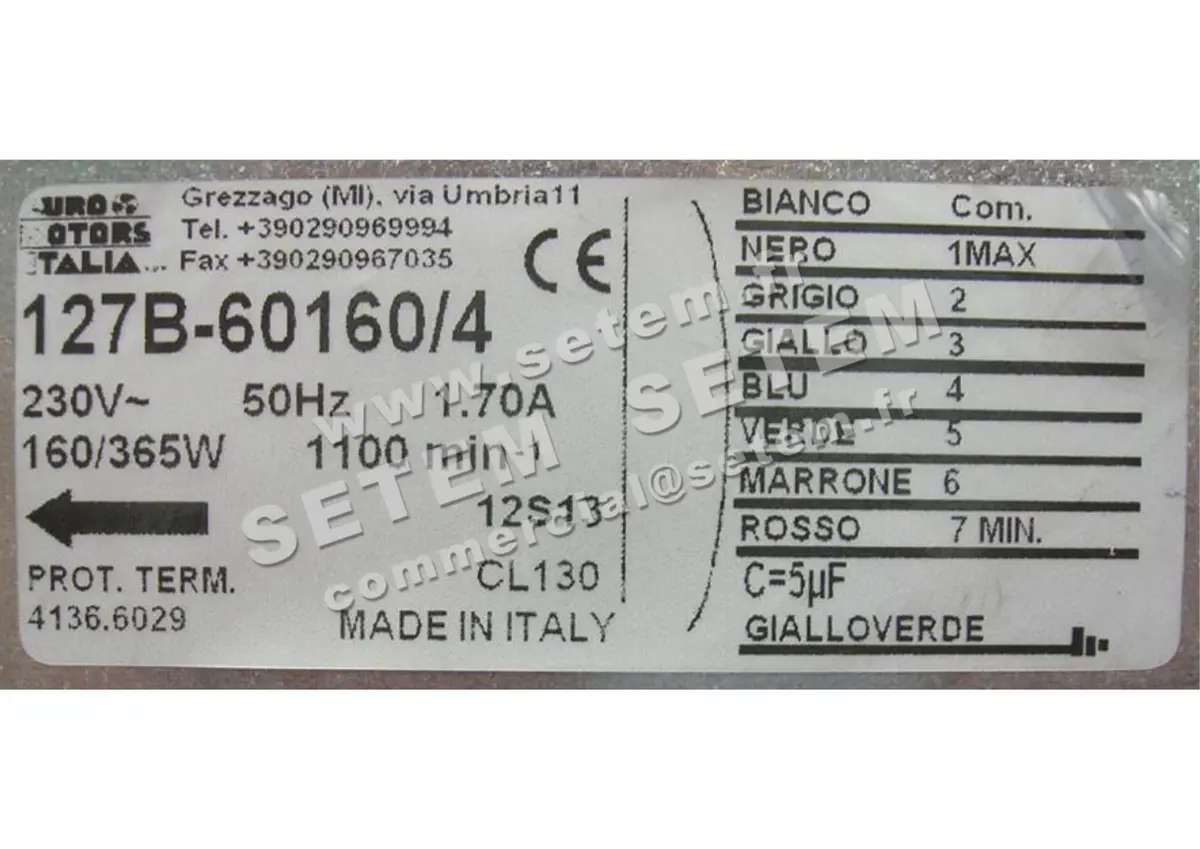 EURO
MOTORS
ITALIA
Grezzago (MI), via Umbria11
Tel. +390290969994
Fax +390290967035
CE
127B-60160/4
230V~ 50Hz 1.70A
160/365W 1100 min-1
12S13
PROT. TERM. CL130
4136.6029
MADE IN ITALY
BIANCO Com.
NERO 1MAX
GRIGIO 2
GIALLO 3
BLU 4
VERDE 5
MARRONE 6
ROSSO 7 MIN.
C=5µF
GIALLOVERDE
www.setem.fr
SETEM SETEM
commercial@setem.fr